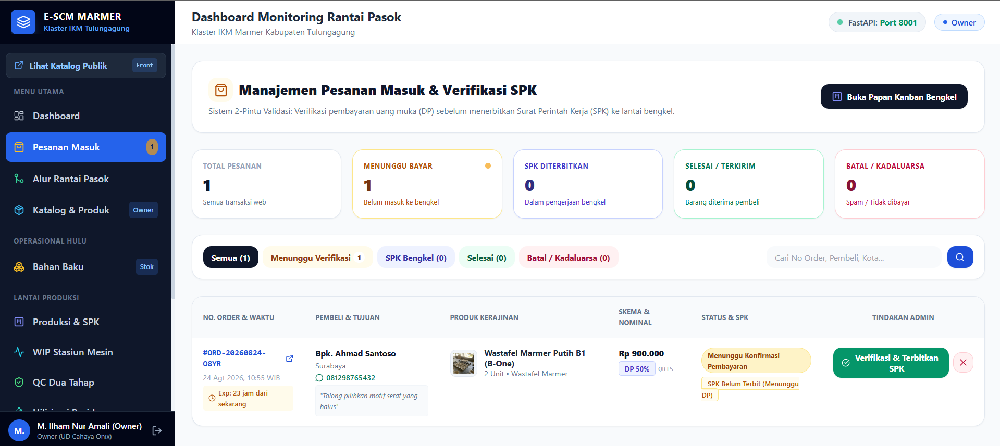 E-SCM MARMER
Klaster IKM Tulungagung
Lihat Katalog Publik
Front
MENU UTAMA
Dashboard
Pesanan Masuk
1
Alur Rantai Pasok
Katalog & Produk
Owner
OPERASIONAL HULU
Bahan Baku
Stok
LANTAI PRODUKSI
Produksi & SPK
WIP Stasiun Mesin
QC Dua Tahap
M.
M. Ilham Nur Amali (Owner)
Owner (UD Cahaya Onix)
Dashboard Monitoring Rantai Pasok
Klaster IKM Marmer Kabupaten Tulungagung
FastAPI: Port 8001
Owner
Manajemen Pesanan Masuk & Verifikasi SPK
Sistem 2-Pintu Validasi: Verifikasi pembayaran uang muka (DP) sebelum menerbitkan Surat Perintah Kerja (SPK) ke lantai bengkel.
Buka Papan Kanban Bengkel
TOTAL PESANAN
1
Semua transaksi web
MENUNGGU BAYAR
1
Belum masuk ke bengkel
SPK DITERBITKAN
0
Dalam pengerjaan bengkel
SELESAI / TERKIRIM
0
Barang diterima pembeli
BATAL / KADALUARSA
0
Spam / Tidak dibayar
Semua (1)
Menunggu Verifikasi 1
SPK Bengkel (0)
Selesai (0)
Batal / Kadaluarsa (0)
Cari No Order, Pembeli, Kota...
NO. ORDER & WAKTU
PEMBELI & TUJUAN
PRODUK KERAJINAN
SKEMA &
NOMINAL
STATUS & SPK
TINDAKAN ADMIN
#ORD-20260824-
O8YR
24 Agt 2026, 10:55 WIB
Exp: 23 jam dari
sekarang
Bpk. Ahmad Santoso
Surabaya
081298765432
"Tolong pilihkan motif serat yang
halus"
Wastafel Marmer Putih B1
(B-One)
2 Unit • Wastafel Marmer
Rp 900.000
DP 50%
QRIS
Menunggu Konfirmasi
Pembayaran
SPK Belum Terbit (Menunggu
DP)
Verifikasi & Terbitkan
SPK